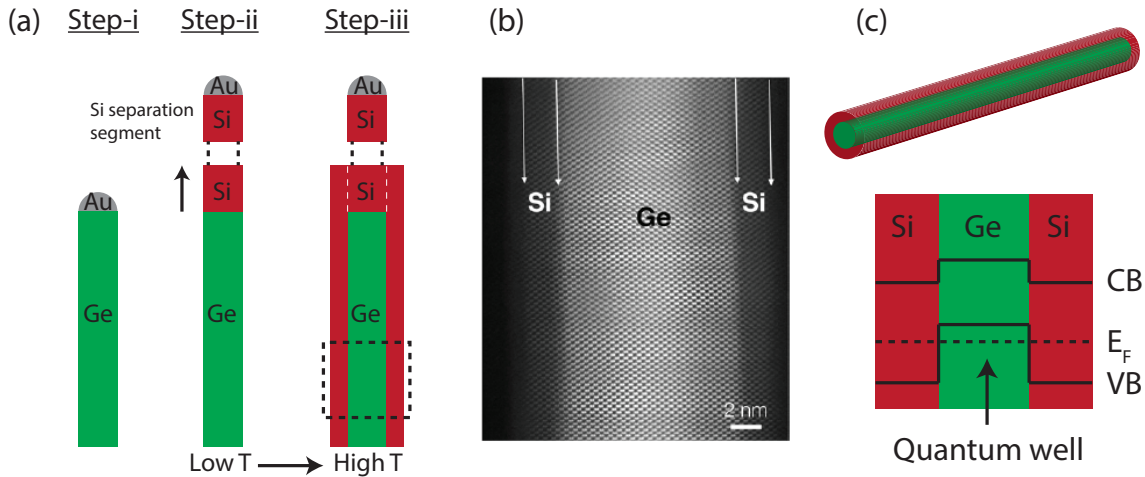 (a)
Step-i
Step-ii
Step-iii
Au
Si separation
segment
Si
Si
Au
Ge
Ge
Au
Si
Si
Ge
Low T
High T
(b)
Si
Ge
Si
2 nm
(c)
Si
Ge
Si
CB
E_F
VB
Quantum well